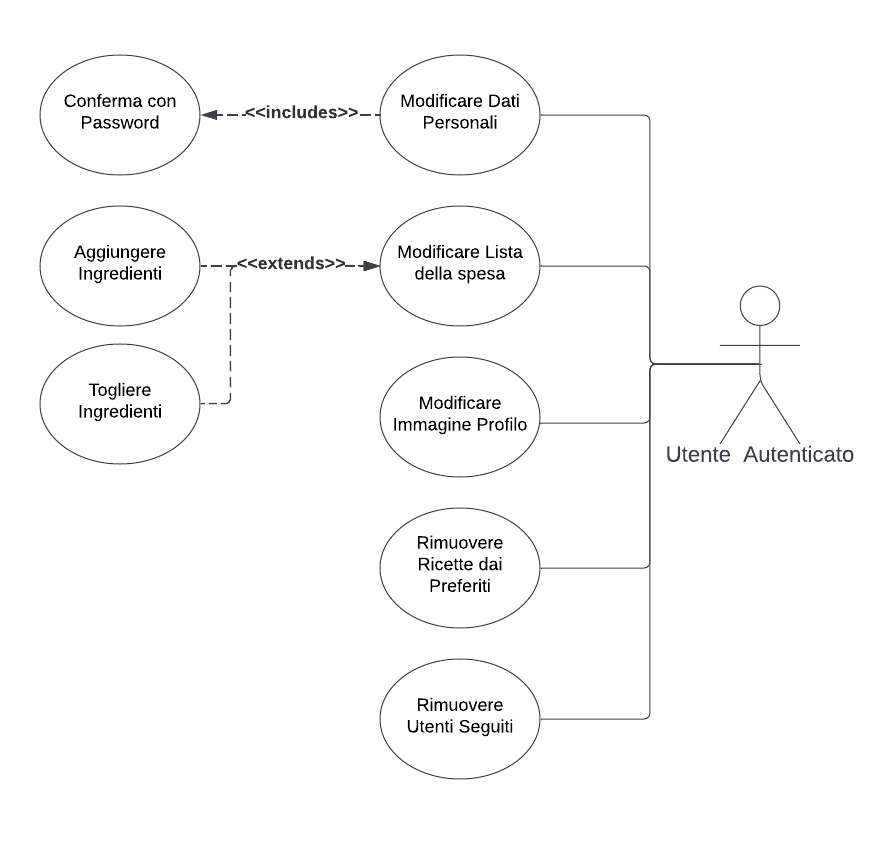 Conferma con
Password
<<includes>>
Modificare Dati
Personali
Aggiungere
Ingredienti
<<extends>>
Modificare Lista
della spesa
Togliere
Ingredienti
Modificare
Immagine Profilo
Utente Autenticato
Rimuovere
Ricette dai
Preferiti
Rimuovere
Utenti Seguiti